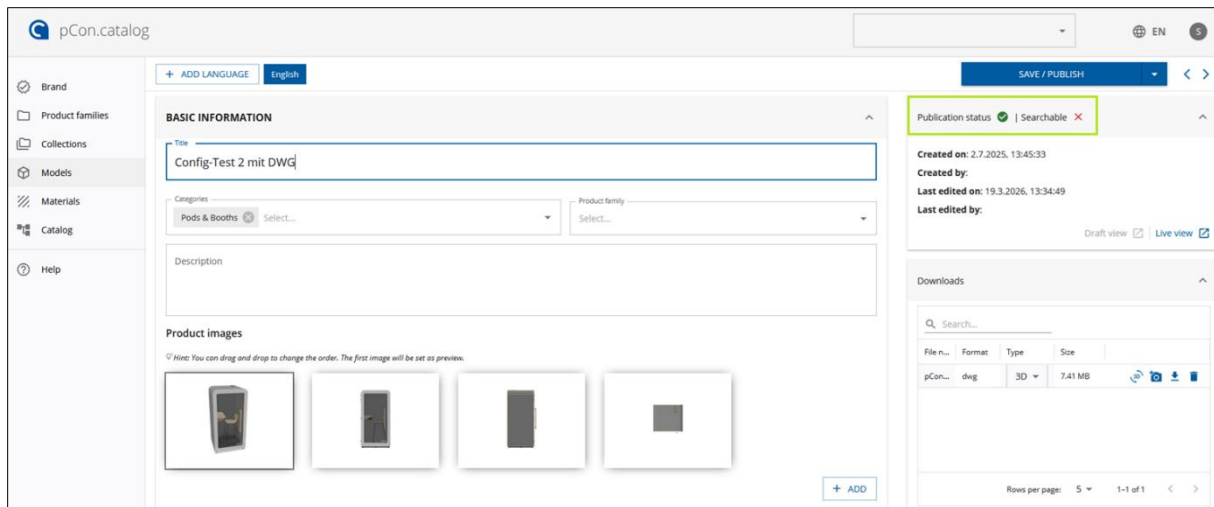 pCon.catalog
EN
S
Brand
Product families
Collections
Models
Materials
Catalog
Help
+ ADD LANGUAGE
English
SAVE / PUBLISH
BASIC INFORMATION
Title
Config-Test 2 mit DWG
Categories
Pods & Booths
Select...
Product family
Select...
Description
Product images
Hint: You can drag and drop to change the order. The first image will be set as preview.
+ ADD
Publication status | Searchable
Created on: 2.7.2025, 13:45:33
Created by:
Last edited on: 19.3.2026, 13:34:49
Last edited by:
Draft view | Live view
Downloads
Search...
File n... Format Type Size
pCon... dwg 3D 7.41 MB
Rows per page: 5 1–1 of 1